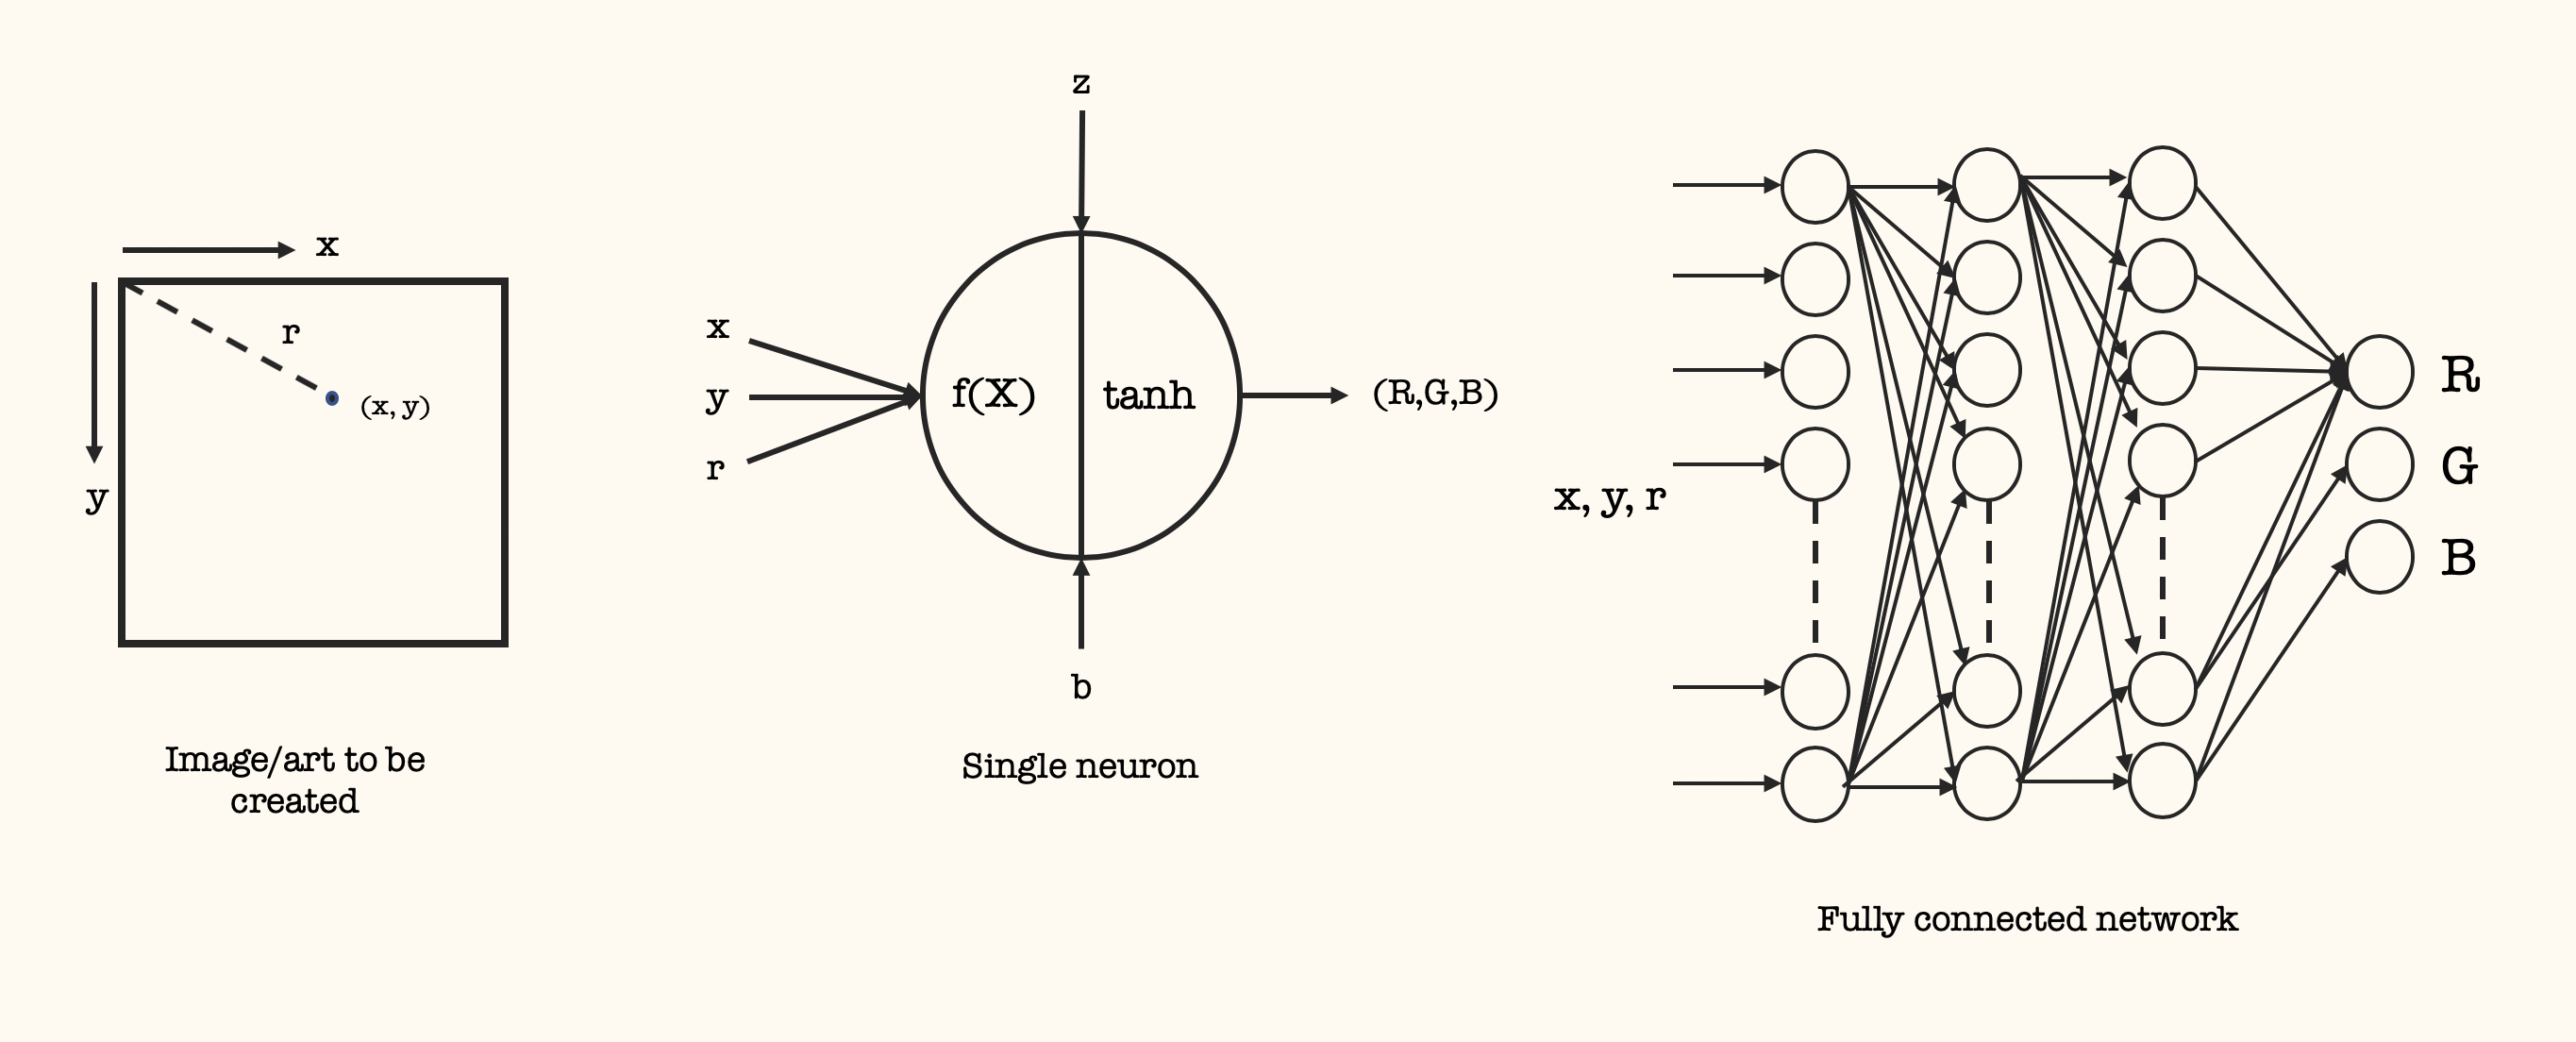 x
y
r
(x, y)
Image/art to be
created
z
x
y
r
f(X)
tanh
(R,G,B)
b
Single neuron
x, y, r
R
G
B
Fully connected network